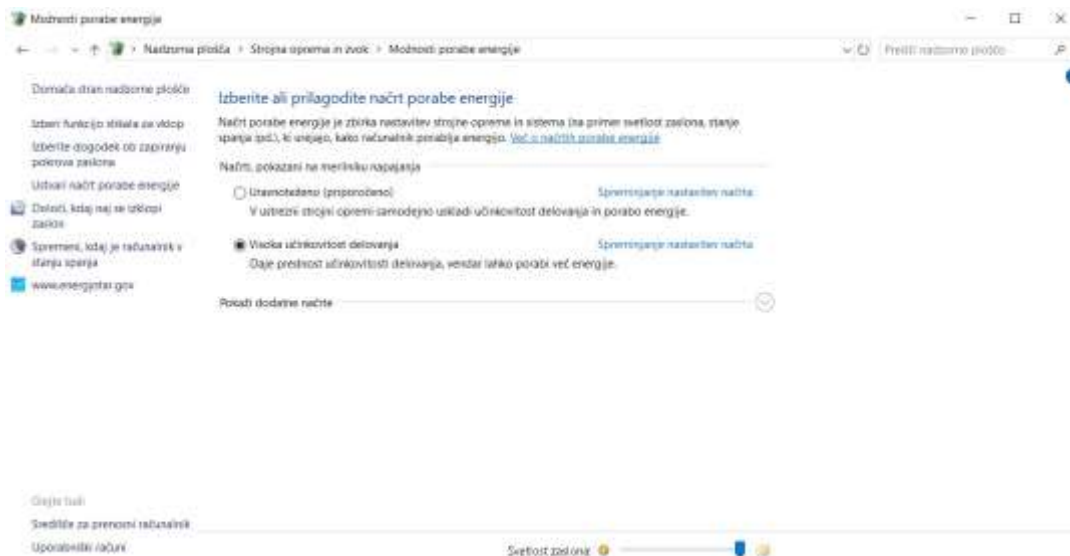 Možnosti porabe energije
Nadzorna plošča › Strojna oprema in zvok › Možnosti porabe energije
Preišči nadzorno ploščo
Domača stran nadzorne plošče
Izberi funkcijo stikala za vklop
Izberite dogodek ob zapiranju
pokrova zaslona
Ustvari načrt porabe energije
Določi, kdaj naj se izklopi
zaslon
Spremeni, kdaj je računalnik v
stanju spanja
www.energystar.gov
Izberite ali prilagodite načrt porabe energije
Načrt porabe energije je zbirka nastavitev strojne opreme in sistema (na primer svetlost zaslona, stanje
spanja ipd.), ki urejajo, kako računalnik porablja energijo. Več o načrtih porabe energije
Načrti, pokazani na merilniku napajanja
Uravnoteženo (priporočeno)
Spreminjanje nastavitev načrta
V ustrezni strojni opremi samodejno uskladi učinkovitost delovanja in porabo energije.
Visoka učinkovitost delovanja
Spreminjanje nastavitev načrta
Daje prednost učinkovitosti delovanja, vendar lahko porabi več energije.
Pokaži dodatne načrte
Glejte tudi
Središče za prenosni računalnik
Uporabniški računi
Svetlost zaslona: